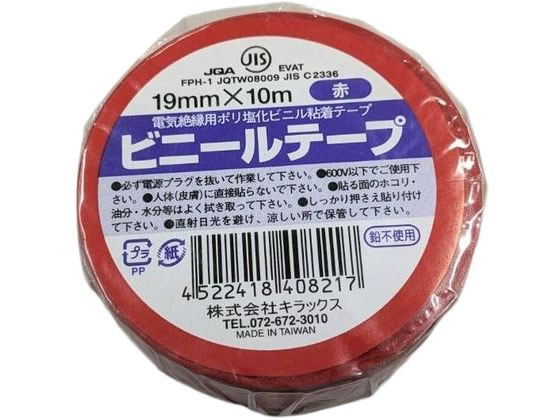 JQA JIS EVAT
FPH-1 JQTW08009 JIS C 2336
19mm×10m 赤
電気絶縁用ポリ塩化ビニル粘着テープ
ビニールテープ
●必ず電源プラグを抜いて作業して下さい。●600V以下でご使用下
さい。●人体(皮膚)に直接貼らないで下さい。●貼る面のホコリ・
油分・水分等はよく拭き取って下さい。●しっかり押さえ貼り付け
て下さい。●直射日光を避け、涼しい所で保管して下さい。
プラ 紙 鉛不使用
PP
4 522418 408217
株式会社キラックス
TEL.072-672-3010
MADE IN TAIWAN